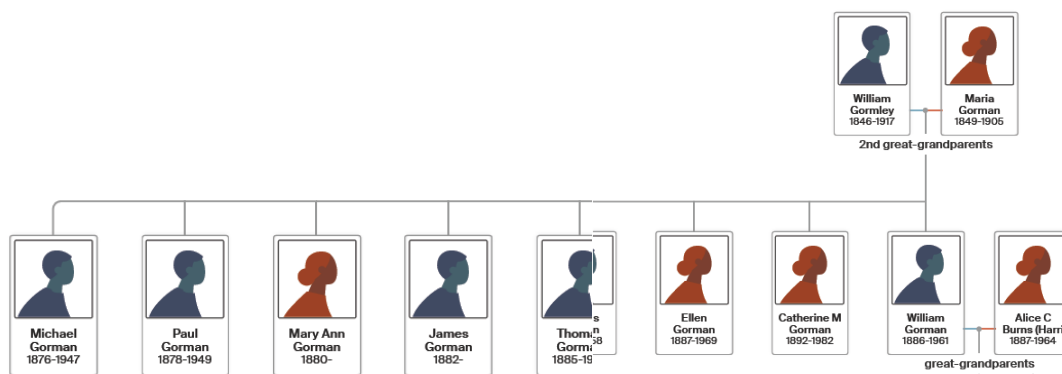 William
Gormley
1846-1917
Maria
Gorman
1849-1905
2nd great-grandparents
Michael
Gorman
1876-1947
Paul
Gorman
1878-1949
Mary Ann
Gorman
1880-
James
Gorman
1882-
Ellen
Gorman
1887-1969
Catherine M
Gorman
1892-1982
William
Gorman
1886-1961
Alice C
Burns
1887-1964
great-grandparents